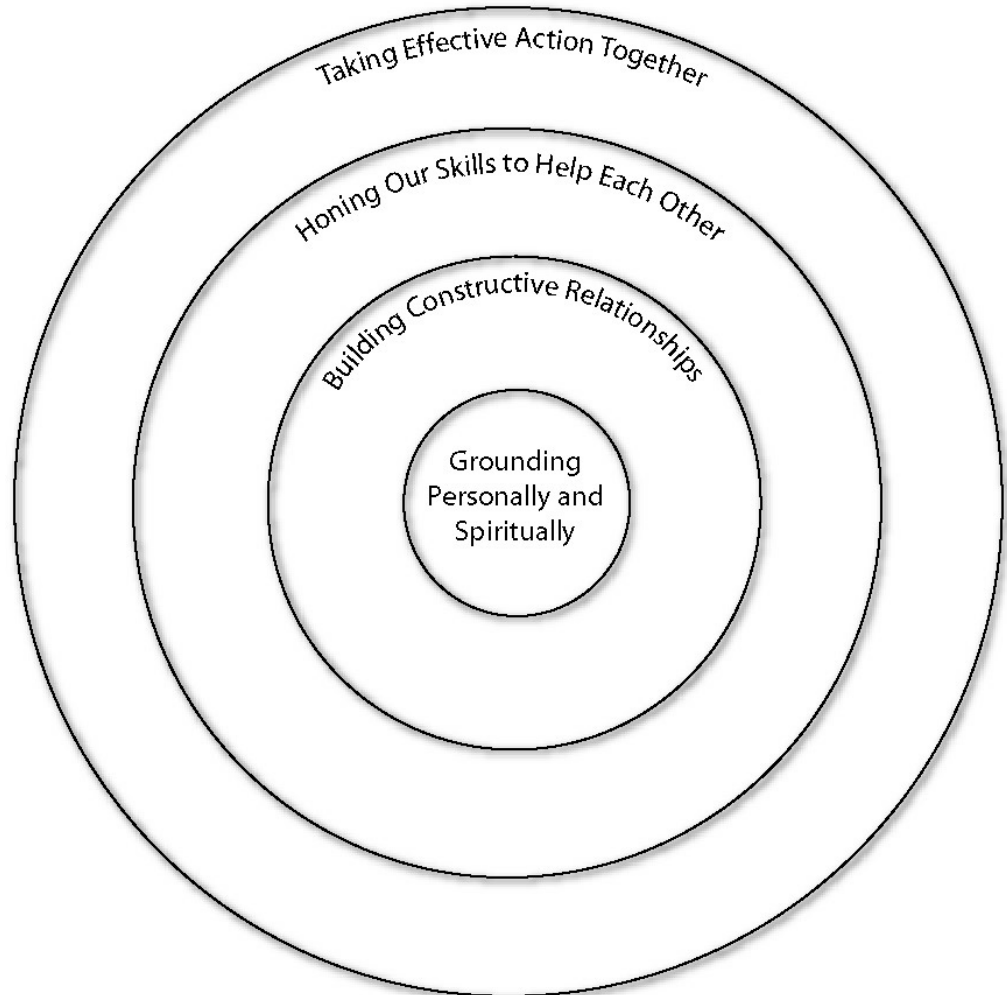 Taking Effective Action Together
Honing Our Skills to Help Each Other
Building Constructive Relationships
Grounding
Personally and
Spiritually